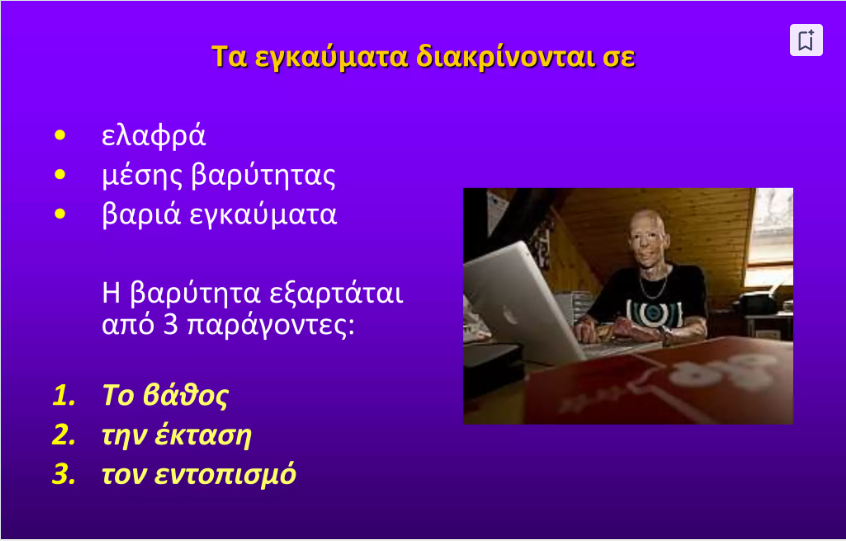 Τα εγκαύματα διακρίνονται σε
• ελαφρά
• μέσης βαρύτητας
• βαριά εγκαύματα
Η βαρύτητα εξαρτάται
από 3 παράγοντες:
1. Το βάθος
2. την έκταση
3. τον εντοπισμό